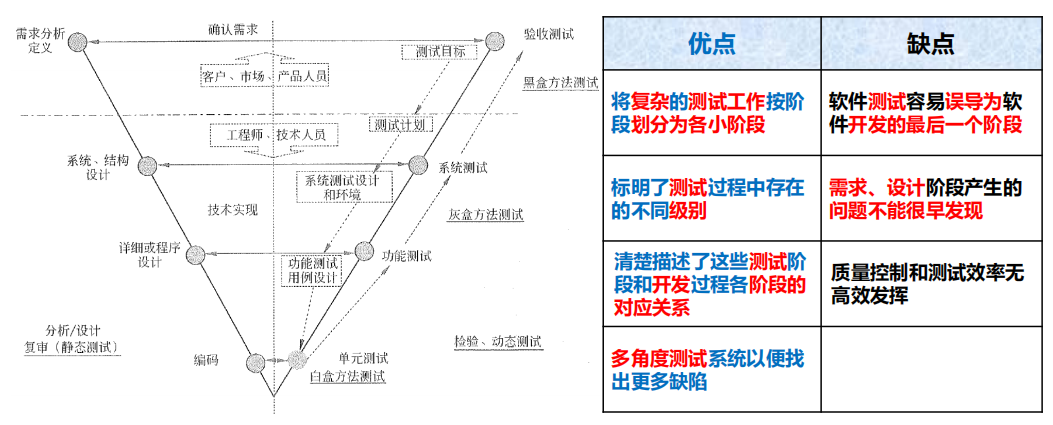 需求分析
定义
确认需求
验收测试
测试目标
客户、市场、产品人员
黑盒方法测试
测试计划
工程师、技术人员
系统、结构
设计
系统测试
系统测试设计
和环境
技术实现
灰盒方法测试
详细或程序
设计
功能测试
用例设计
功能测试
分析/设计
复审（静态测试）
检验、动态测试
编码
单元测试
白盒方法测试
优点
缺点
将复杂的测试工作按阶
段划分为各小阶段
软件测试容易误导为软
件开发的最后一个阶段
标明了测试过程中存在
的不同级别
需求、设计阶段产生的
问题不能很早发现
清楚描述了这些测试阶
段和开发过程各阶段的
对应关系
质量控制和测试效率无
高效发挥
多角度测试系统以便找
出更多缺陷